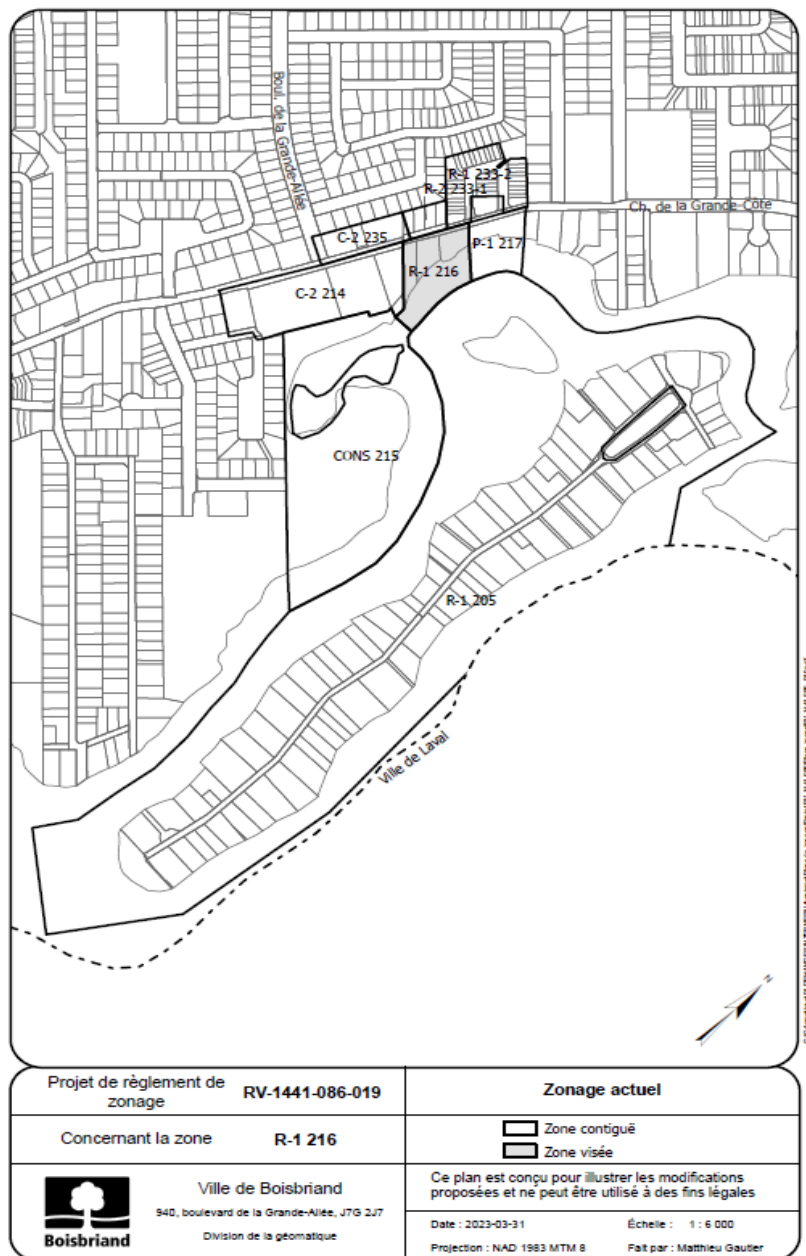 Boul. de la Grande-Allée
R-1 233-2
R-2 233-1
Ch. de la Grande-Côte
C-2 235
P-1 217
R-1 216
C-2 214
CONS 215
R-1 205
Ville de Laval
N
Projet de règlement de zonage RV-1441-086-019
Concernant la zone R-1 216
Zonage actuel
Zone contiguë
Zone visée
Boisbriand
Ville de Boisbriand
940, boulevard de la Grande-Allée, J7G 2J7
Division de la géomatique
Ce plan est conçu pour illustrer les modifications
proposées et ne peut être utilisé à des fins légales
Date : 2023-03-31 Échelle : 1 : 6 000
Projection : NAD 1983 MTM 8 Fait par : Matthieu Gautier